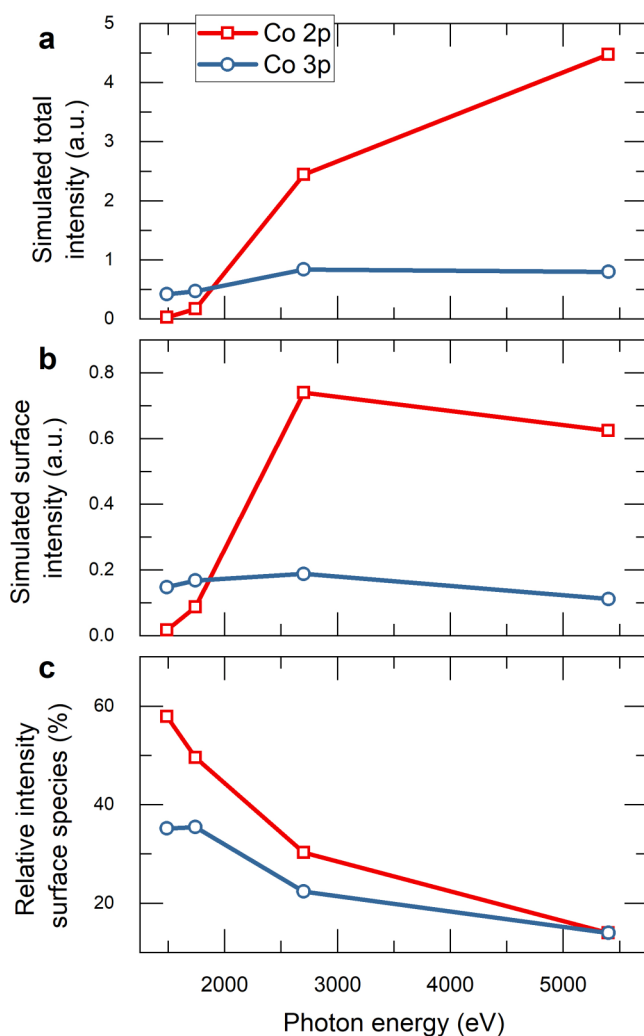 a
Co 2p
Co 3p
5
4
3
2
1
0
Simulated total
intensity (a.u.)
b
0.8
0.6
0.4
0.2
0.0
Simulated surface
intensity (a.u.)
c
60
40
20
Relative intensity
surface species (%)
2000 3000 4000 5000
Photon energy (eV)